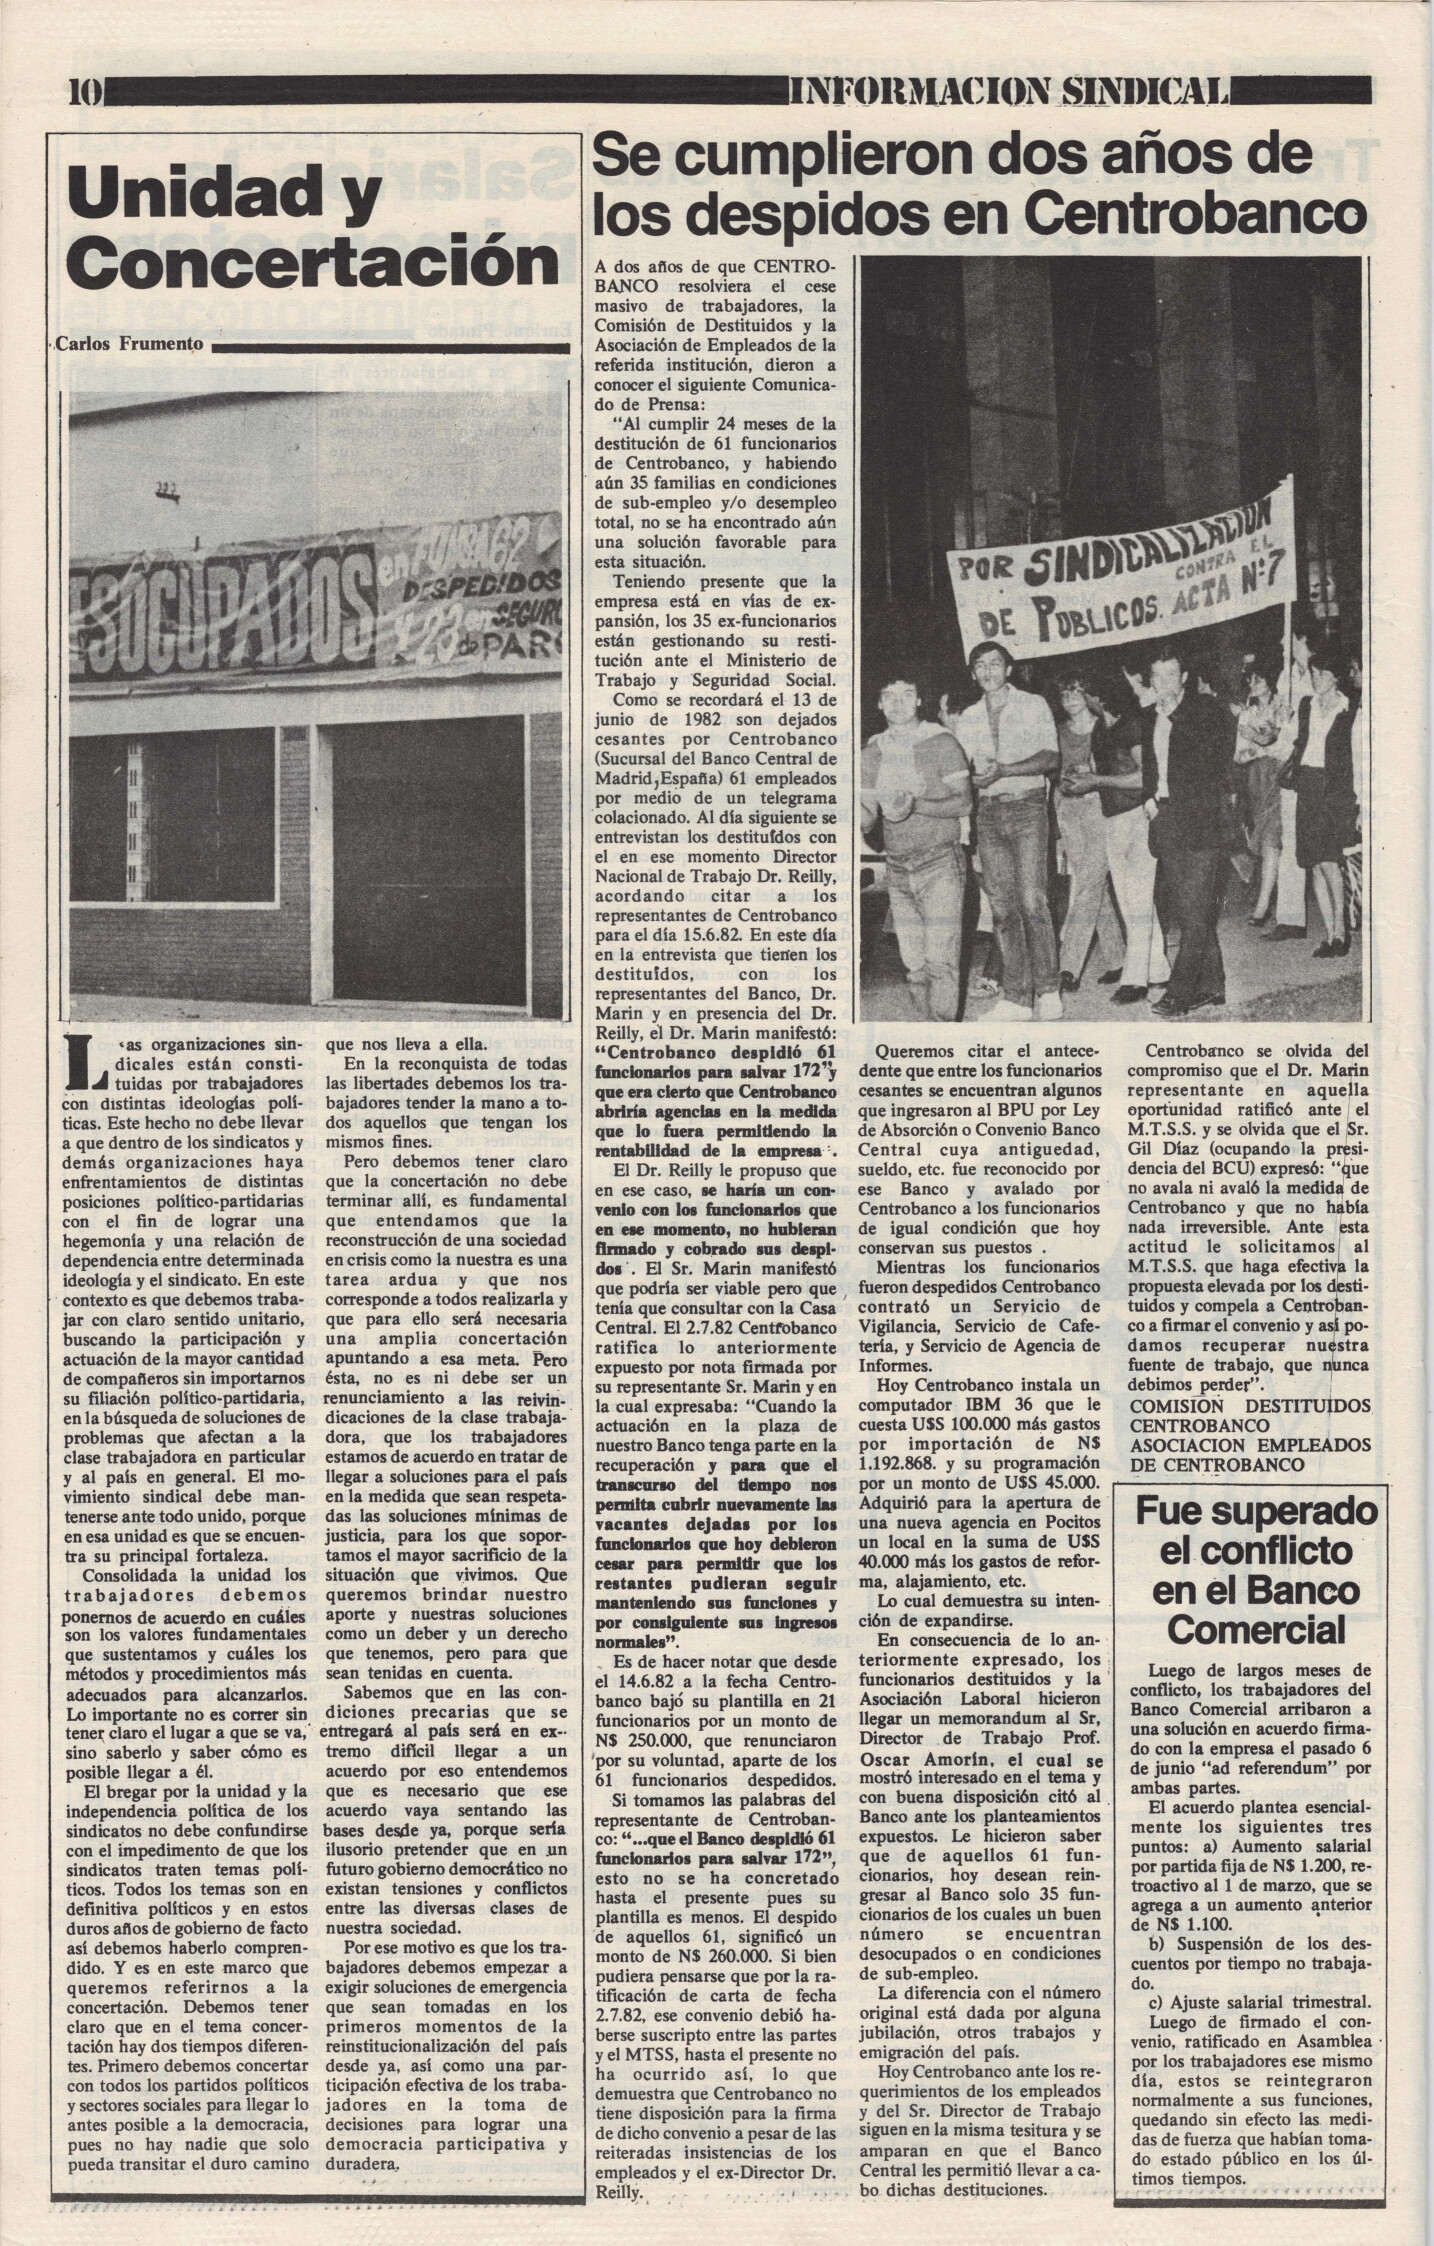 10
INFORMACION SINDICAL
Unidad y
Concertación
Carlos Frumento
ESOCUPADOS
en FUNSA 62
DESPEDIDOS
y 28 en SEGURO
de PARO
Las organizaciones sin-
dicales están consti-
tuidas por trabajadores
con distintas ideologías polí-
ticas. Este hecho no debe llevar
a que dentro de los sindicatos y
demás organizaciones haya
enfrentamientos de distintas
posiciones político-partidarias
con el fin de lograr una
hegemonía y una relación de
dependencia entre determinada
ideología y el sindicato. En este
contexto es que debemos traba-
jar con claro sentido unitario,
buscando la participación y
actuación de la mayor cantidad
de compañeros sin importarnos
su filiación político-partidaria,
en la búsqueda de soluciones de
problemas que afectan a la
clase trabajadora en particular
y al país en general. El mo-
vimiento sindical debe man-
tenerse ante todo unido, porque
en esa unidad es que se encuen-
tra su principal fortaleza.
Consolidada la unidad los
trabajadores debemos
ponernos de acuerdo en cuáles
son los valores fundamentales
que sustentamos y cuáles los
métodos y procedimientos más
adecuados para alcanzarlos.
Lo importante no es correr sin
tener claro el lugar a que se va,
sino saberlo y saber cómo es
posible llegar a él.
El bregar por la unidad y la
independencia política de los
sindicatos no debe confundirse
con el impedimento de que los
sindicatos traten temas polí-
ticos. Todos los temas son en
definitiva políticos y en estos
duros años de gobierno de facto
así debemos haberlo compren-
dido. Y es en este marco que
queremos referirnos a la
concertación. Debemos tener
claro que en el tema concer-
tación hay dos tiempos diferen-
tes. Primero debemos concertar
con todos los partidos políticos
y sectores sociales para llegar lo
antes posible a la democracia,
pues no hay nadie que solo
pueda transitar el duro camino
que nos lleva a ella.
En la reconquista de todas
las libertades debemos los tra-
bajadores tender la mano a to-
dos aquellos que tengan los
mismos fines.
Pero debemos tener claro
que la concertación no debe
terminar allí, es fundamental
que entendamos que la
reconstrucción de una sociedad
en crisis como la nuestra es una
tarea ardua y que nos
corresponde a todos realizarla y
que para ello será necesaria
una amplia concertación
apuntando a esa meta. Pero
ésta, no es ni debe ser un
renunciamiento a las reivin-
dicaciones de la clase trabaja-
dora, que los trabajadores
estamos de acuerdo en tratar de
llegar a soluciones para el país
en la medida que sean respeta-
das las soluciones mínimas de
justicia, para los que sopor-
tamos el mayor sacrificio de la
situación que vivimos. Que
queremos brindar nuestro
aporte y nuestras soluciones
como un deber y un derecho
que tenemos, pero para que
sean tenidas en cuenta.
Sabemos que en las con-
diciones precarias que se
entregará al país será en ex-
tremo difícil llegar a un
acuerdo por eso entendemos
que es necesario que ese
acuerdo vaya sentando las
bases desde ya, porque sería
ilusorio pretender que en un
futuro gobierno democrático no
existan tensiones y conflictos
entre las diversas clases de
nuestra sociedad.
Por ese motivo es que los tra-
bajadores debemos empezar a
exigir soluciones de emergencia
que sean tomadas en los
primeros momentos de la
reinstitucionalización del país
desde ya, así como una par-
ticipación efectiva de los traba-
jadores en la toma de
decisiones para lograr una
democracia participativa y
duradera.
Se cumplieron dos años de
los despidos en Centrobanco
A dos años de que CENTRO-
BANCO resolviera el cese
masivo de trabajadores, la
Comisión de Destituidos y la
Asociación de Empleados de la
referida institución, dieron a
conocer el siguiente Comunica-
do de Prensa:
"Al cumplir 24 meses de la
destitución de 61 funcionarios
de Centrobanco, y habiendo
aún 35 familias en condiciones
de sub-empleo y/o desempleo
total, no se ha encontrado aún
una solución favorable para
esta situación.
Teniendo presente que la
empresa está en vías de ex-
pansión, los 35 ex-funcionarios
están gestionando su resti-
tución ante el Ministerio de
Trabajo y Seguridad Social.
Como se recordará el 13 de
junio de 1982 son dejados
cesantes por Centrobanco
(Sucursal del Banco Central de
Madrid, España) 61 empleados
por medio de un telegrama
colacionado. Al día siguiente se
entrevistan los destituídos con
el en ese momento Director
Nacional de Trabajo Dr. Reilly,
acordando citar a los
representantes de Centrobanco
para el día 15.6.82. En este día
en la entrevista que tienen los
destituídos, con los
representantes del Banco, Dr.
Marin y en presencia del Dr.
Reilly, el Dr. Marin manifestó:
"Centrobanco despidió 61
funcionarios para salvar 172" y
que era cierto que Centrobanco
abriría agencias en la medida
que lo fuera permitiendo la
rentabilidad de la empresa".
El Dr. Reilly le propuso que
en ese caso, se haría un con-
venio con los funcionarios que
en ese momento, no hubieran
firmado y cobrado sus despi-
dos". El Sr. Marin manifestó
que podría ser viable pero que
tenía que consultar con la Casa
Central. El 2.7.82 Centrobanco
ratifica lo anteriormente
expuesto por nota firmada por
su representante Sr. Marin y en
la cual expresaba: "Cuando la
actuación en la plaza de
nuestro Banco tenga parte en la
recuperación y para que el
transcurso del tiempo nos
permita cubrir nuevamente las
vacantes dejadas por los
funcionarios que hoy debieron
cesar para permitir que los
restantes pudieran seguir
manteniendo sus funciones y
por consiguiente sus ingresos
normales".
Es de hacer notar que desde
el 14.6.82 a la fecha Centro-
banco bajó su plantilla en 21
funcionarios por un monto de
N$ 250.000, que renunciaron
por su voluntad, aparte de los
61 funcionarios despedidos.
Si tomamos las palabras del
representante de Centroban-
co: "...que el Banco despidió 61
funcionarios para salvar 172",
esto no se ha concretado
hasta el presente pues su
plantilla es menos. El despido
de aquellos 61, significó un
monto de N$ 260.000. Si bien
pudiera pensarse que por la ra-
tificación de carta de fecha
2.7.82, ese convenio debió ha-
berse suscripto entre las partes
y el MTSS, hasta el presente no
ha ocurrido así, lo que
demuestra que Centrobanco no
tiene disposición para la firma
de dicho convenio a pesar de las
reiteradas insistencias de los
empleados y el ex-Director Dr.
Reilly.
POR SINDICALIZACION
DE PUBLICOS.
CONTRA EL
ACTA Nº 7
Queremos citar el antece-
dente que entre los funcionarios
cesantes se encuentran algunos
que ingresaron al BPU por Ley
de Absorción o Convenio Banco
Central cuya antiguedad,
sueldo, etc. fue reconocido por
ese Banco y avalado por
Centrobanco a los funcionarios
de igual condición que hoy
conservan sus puestos .
Mientras los funcionarios
fueron despedidos Centrobanco
contrató un Servicio de
Vigilancia, Servicio de Cafe-
tería, y Servicio de Agencia de
Informes.
Hoy Centrobanco instala un
computador IBM 36 que le
cuesta U$S 100.000 más gastos
por importación de N$
1.192.868. y su programación
por un monto de U$S 45.000.
Adquirió para la apertura de
una nueva agencia en Pocitos
un local en la suma de U$S
40.000 más los gastos de refor-
ma, alajamiento, etc.
Lo cual demuestra su inten-
ción de expandirse.
En consecuencia de lo an-
teriormente expresado, los
funcionarios destituidos y la
Asociación Laboral hicieron
llegar un memorandum al Sr,
Director de Trabajo Prof.
Oscar Amorín, el cual se
mostró interesado en el tema y
con buena disposición citó al
Banco ante los planteamientos
expuestos. Le hicieron saber
que de aquellos 61 fun-
cionarios, hoy desean rein-
gresar al Banco solo 35 fun-
cionarios de los cuales un buen
número se encuentran
desocupados o en condiciones
de sub-empleo.
La diferencia con el número
original está dada por alguna
jubilación, otros trabajos y
emigración del país.
Hoy Centrobanco ante los re-
querimientos de los empleados
y del Sr. Director de Trabajo
siguen en la misma tesitura y se
amparan en que el Banco
Central les permitió llevar a ca-
bo dichas destituciones.
Centrobanco se olvida del
compromiso que el Dr. Marin
representante en aquella
oportunidad ratificó ante el
M.T.S.S. y se olvida que el Sr.
Gil Díaz (ocupando la presi-
dencia del BCU) expresó: "que
no avala ni avaló la medida de
Centrobanco y que no había
nada irreversible. Ante esta
actitud le solicitamos al
M.T.S.S. que haga efectiva la
propuesta elevada por los desti-
tuidos y compela a Centroban-
co a firmar el convenio y así po-
damos recuperar nuestra
fuente de trabajo, que nunca
debimos perder".
COMISION DESTITUIDOS
CENTROBANCO
ASOCIACION EMPLEADOS
DE CENTROBANCO
Fue superado
el conflicto
en el Banco
Comercial
Luego de largos meses de
conflicto, los trabajadores del
Banco Comercial arribaron a
una solución en acuerdo firma-
do con la empresa el pasado 6
de junio "ad referendum" por
ambas partes.
El acuerdo plantea esencial-
mente los siguientes tres
puntos: a) Aumento salarial
por partida fija de N$ 1.200, re-
troactivo al 1 de marzo, que se
agrega a un aumento anterior
de N$ 1.100.
b) Suspensión de los des-
cuentos por tiempo no trabaja-
do.
c) Ajuste salarial trimestral.
Luego de firmado el con-
venio, ratificado en Asamblea
por los trabajadores ese mismo
día, estos se reintegraron
normalmente a sus funciones,
quedando sin efecto las medi-
das de fuerza que habían toma-
do estado público en los úl-
timos tiempos.